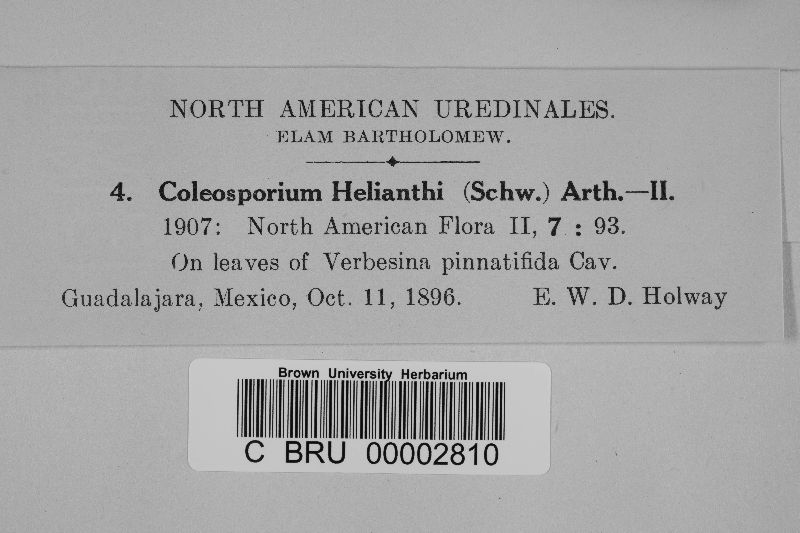 NORTH AMERICAN UREDINALES.
ELAM BARTHOLOMEW.
4. Coleosporium Helianthi (Schw.) Arth.—II.
1907: North American Flora II, 7 : 93.
On leaves of Verbesina pinnatifida Cav.
Guadalajara, Mexico, Oct. 11, 1896. E. W. D. Holway
Brown University Herbarium
C BRU 00002810